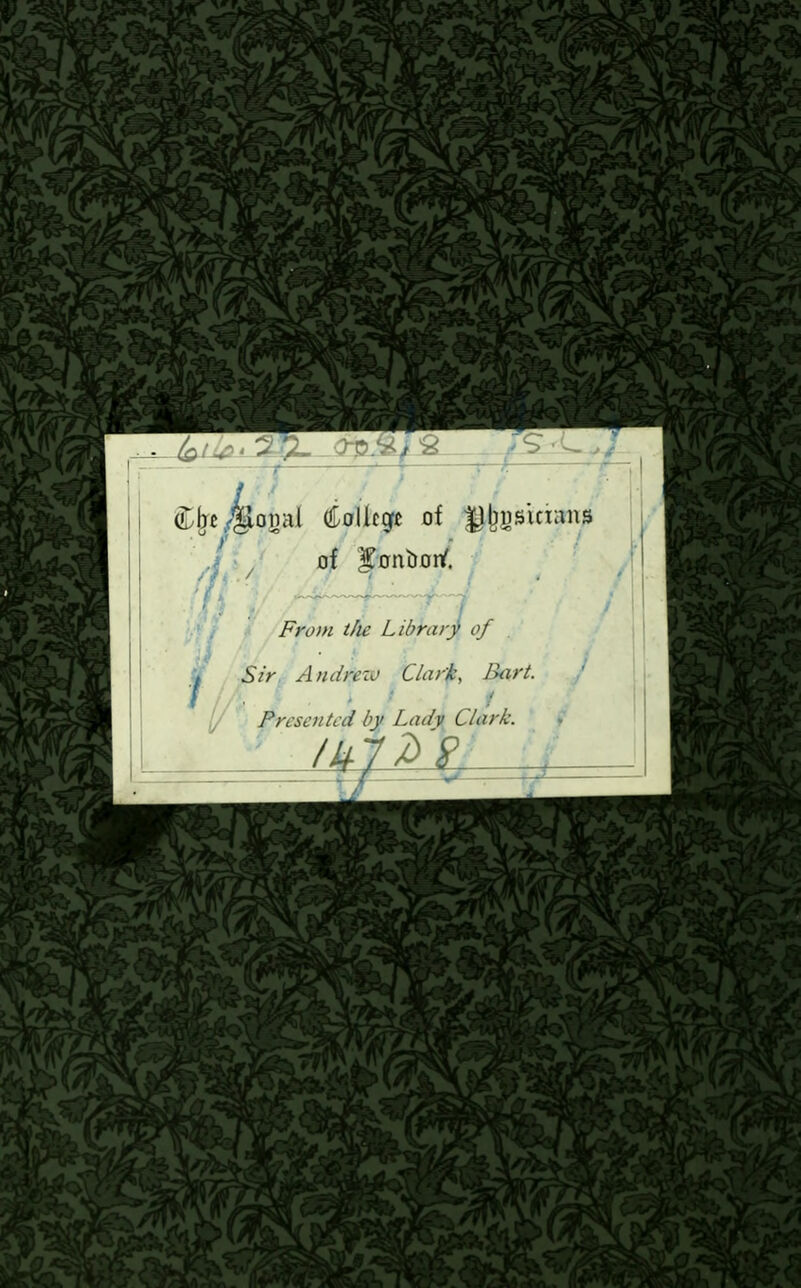 The Royal College of Physicians
of London.
From the Library of
Sir Andrew Clark, Bart.
Presented by Lady Clark.